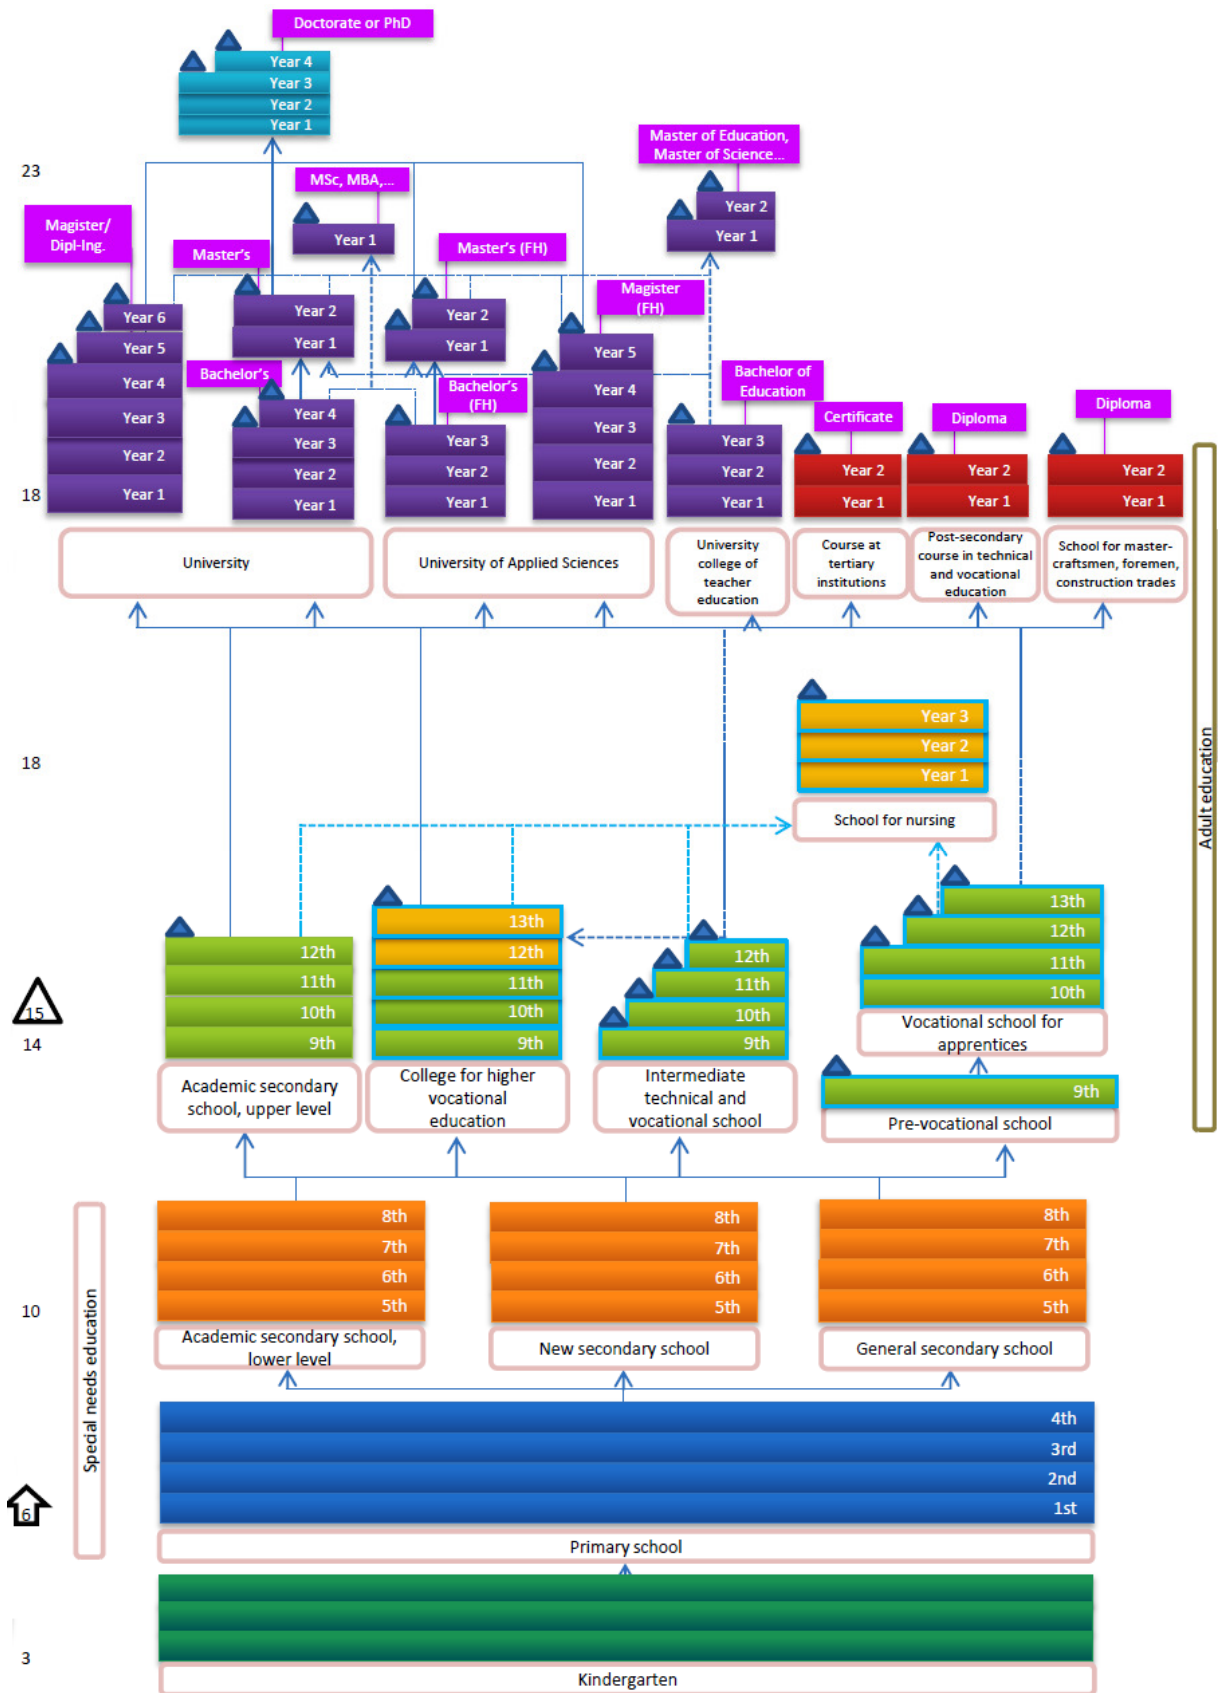 Doctorate or PhD
Year 4
Year 3
Year 2
Year 1
23
Master of Education,
Master of Science...
MSc, MBA,...
Year 1
Year 2
Year 1
Magister/
Dipl-Ing.
Master's
Master's (FH)
Magister
(FH)
Year 6
Year 5
Year 4
Year 3
Year 2
Year 1
Year 2
Year 1
Bachelor's
Year 4
Year 3
Year 2
Year 1
Year 2
Year 1
Bachelor's
(FH)
Year 3
Year 2
Year 1
Year 5
Year 4
Year 3
Year 2
Year 1
Bachelor of
Education
Year 3
Year 2
Year 1
Certificate
Year 2
Year 1
Diploma
Year 2
Year 1
Diploma
Year 2
Year 1
18
University
University of Applied Sciences
University
college of
teacher
education
Course at
tertiary
institutions
Post-secondary
course in technical
and vocational
education
School for master-
craftsmen, foremen,
construction trades
Adult education
18
Year 3
Year 2
Year 1
School for nursing
12th
11th
10th
9th
13th
12th
11th
10th
9th
12th
11th
10th
9th
13th
12th
11th
10th
15
14
Academic secondary
school, upper level
College for higher
vocational
education
Intermediate
technical and
vocational school
Vocational school for
apprentices
9th
Pre-vocational school
8th
7th
6th
5th
8th
7th
6th
5th
8th
7th
6th
5th
10
Academic secondary school,
lower level
New secondary school
General secondary school
Special needs education
4th
3rd
2nd
1st
6
Primary school
3
Kindergarten